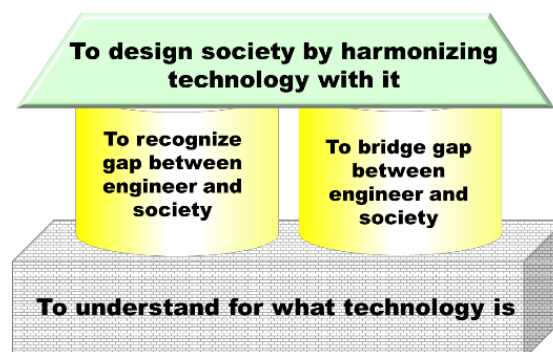 To design society by harmonizing
technology with it
To recognize
gap between
engineer and
society
To bridge gap
between
engineer and
society
To understand for what technology is